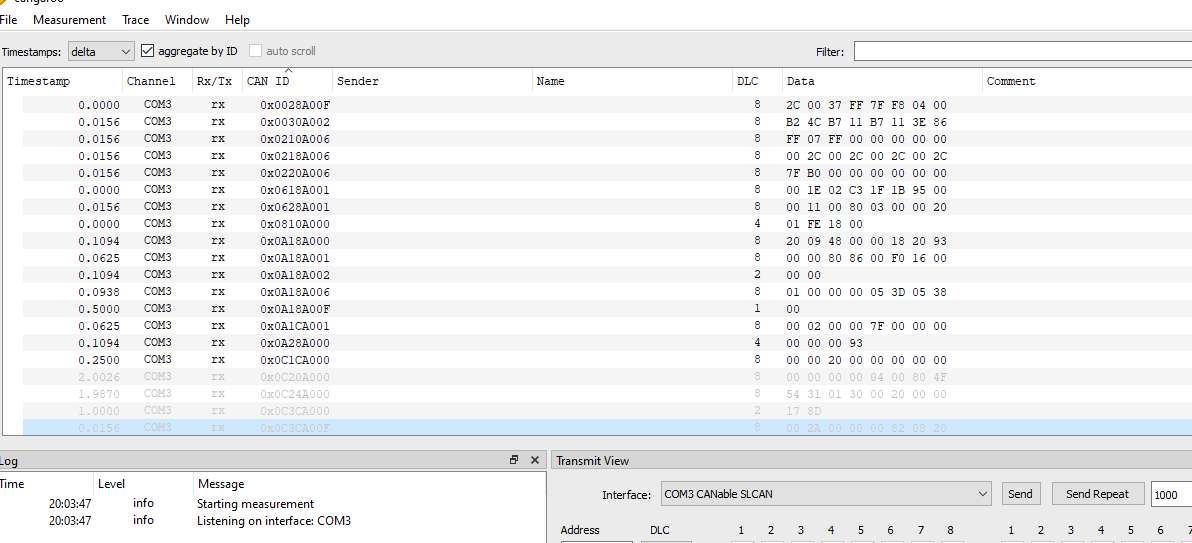 cangaroo
File Measurement Trace Window Help
Timestamps: delta aggregate by ID auto scroll Filter:
Timestamp Channel Rx/Tx CAN ID Sender Name DLC Data Comment
0.0000 COM3 rx 0x0028A00F 8 2C 00 37 FF 7F F8 04 00
0.0156 COM3 rx 0x0030A002 8 B2 4C B7 11 B7 11 3E 86
0.0156 COM3 rx 0x0210A006 8 FF 07 FF 00 00 00 00 00
0.0156 COM3 rx 0x0218A006 8 00 2C 00 2C 00 2C 00 2C
0.0156 COM3 rx 0x0220A006 8 7F B0 00 00 00 00 00 00
0.0000 COM3 rx 0x0618A001 8 00 1E 02 C3 1F 1B 95 00
0.0156 COM3 rx 0x0628A001 8 00 11 00 80 03 00 00 20
0.0000 COM3 rx 0x0810A000 4 01 FE 18 00
0.1094 COM3 rx 0x0A18A000 8 20 09 48 00 00 18 20 93
0.0625 COM3 rx 0x0A18A001 8 00 00 80 86 00 F0 16 00
0.1094 COM3 rx 0x0A18A002 2 00 00
0.0938 COM3 rx 0x0A18A006 8 01 00 00 00 05 3D 05 38
0.5000 COM3 rx 0x0A18A00F 1 00
0.0625 COM3 rx 0x0A1CA001 8 00 02 00 00 7F 00 00 00
0.1094 COM3 rx 0x0A28A000 4 00 00 00 93
0.2500 COM3 rx 0x0C1CA000 8 00 00 20 00 00 00 00 00
2.0026 COM3 rx 0x0C20A000 8 00 00 00 00 04 00 80 4F
1.9870 COM3 rx 0x0C24A000 8 54 31 01 30 00 20 00 00
1.0000 COM3 rx 0x0C3CA000 2 17 8D
0.0156 COM3 rx 0x0C3CA00F 8 00 2A 00 00 00 82 08 20
Log
Time Level Message
20:03:47 info Starting measurement
20:03:47 info Listening on interface: COM3
Transmit View
Interface: COM3 CANable SLCAN Send Send Repeat 1000
Address DLC 1 2 3 4 5 6 7 8 1 2 3 4 5 6 7